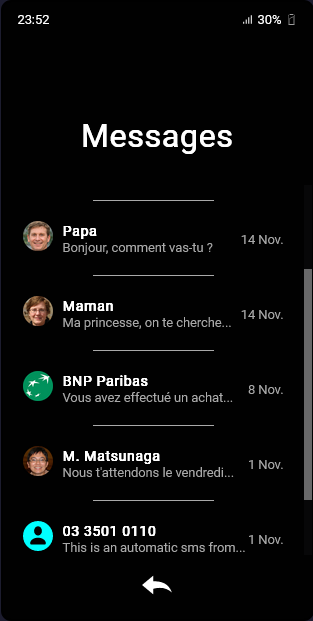 23:52
30%
Messages
Papa
Bonjour, comment vas-tu ?
14 Nov.
Maman
Ma princesse, on te cherche...
14 Nov.
BNP Paribas
Vous avez effectué un achat...
8 Nov.
M. Matsunaga
Nous t'attendons le vendredi...
1 Nov.
03 3501 0110
This is an automatic sms from...
1 Nov.